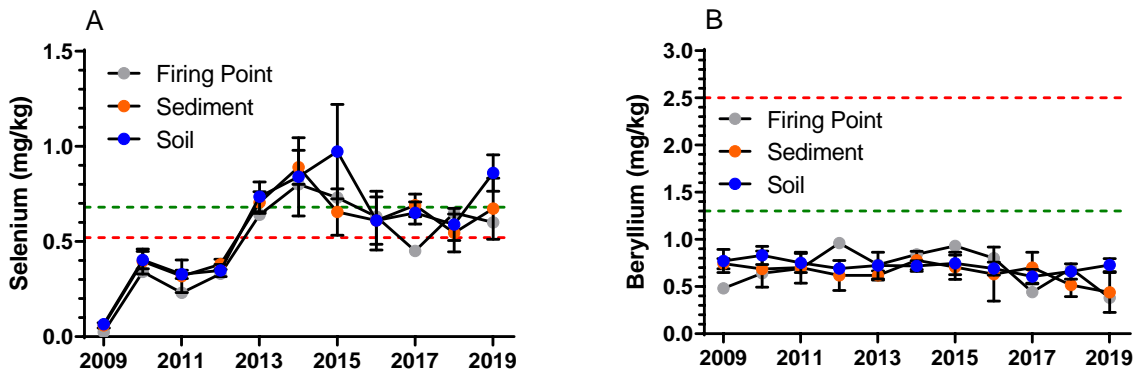 A
Selenium (mg/kg)
1.5
1.0
0.5
0.0
Firing Point
Sediment
Soil
2009 2011 2013 2015 2017 2019
B
Beryllium (mg/kg)
3.0
2.5
2.0
1.5
1.0
0.5
0.0
Firing Point
Sediment
Soil
2009 2011 2013 2015 2017 2019